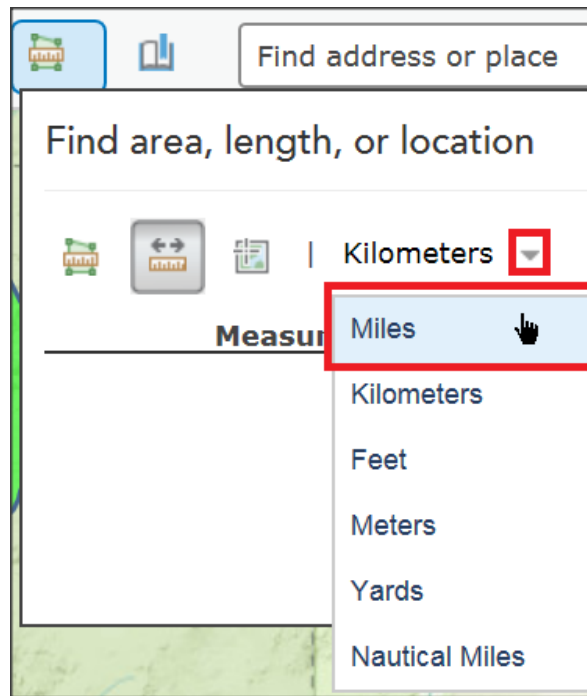 Find address or place
Find area, length, or location
| Kilometers
Measur
Miles
Kilometers
Feet
Meters
Yards
Nautical Miles